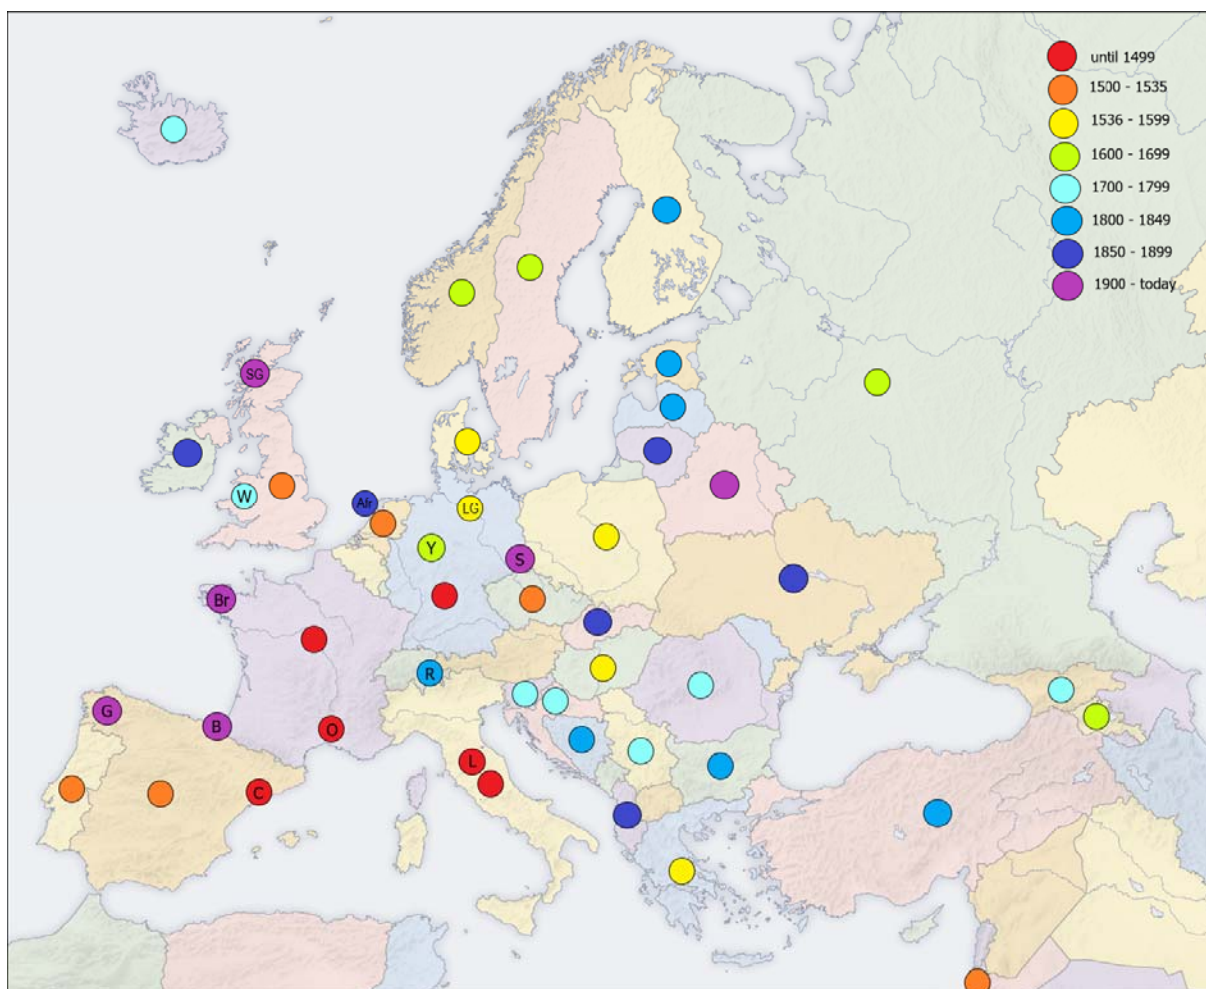 until 1499
1500 - 1535
1536 - 1599
1600 - 1699
1700 - 1799
1800 - 1849
1850 - 1899
1900 - today
SG
W
Afr
LG
Y
S
Br
R
G
B
O
L
C